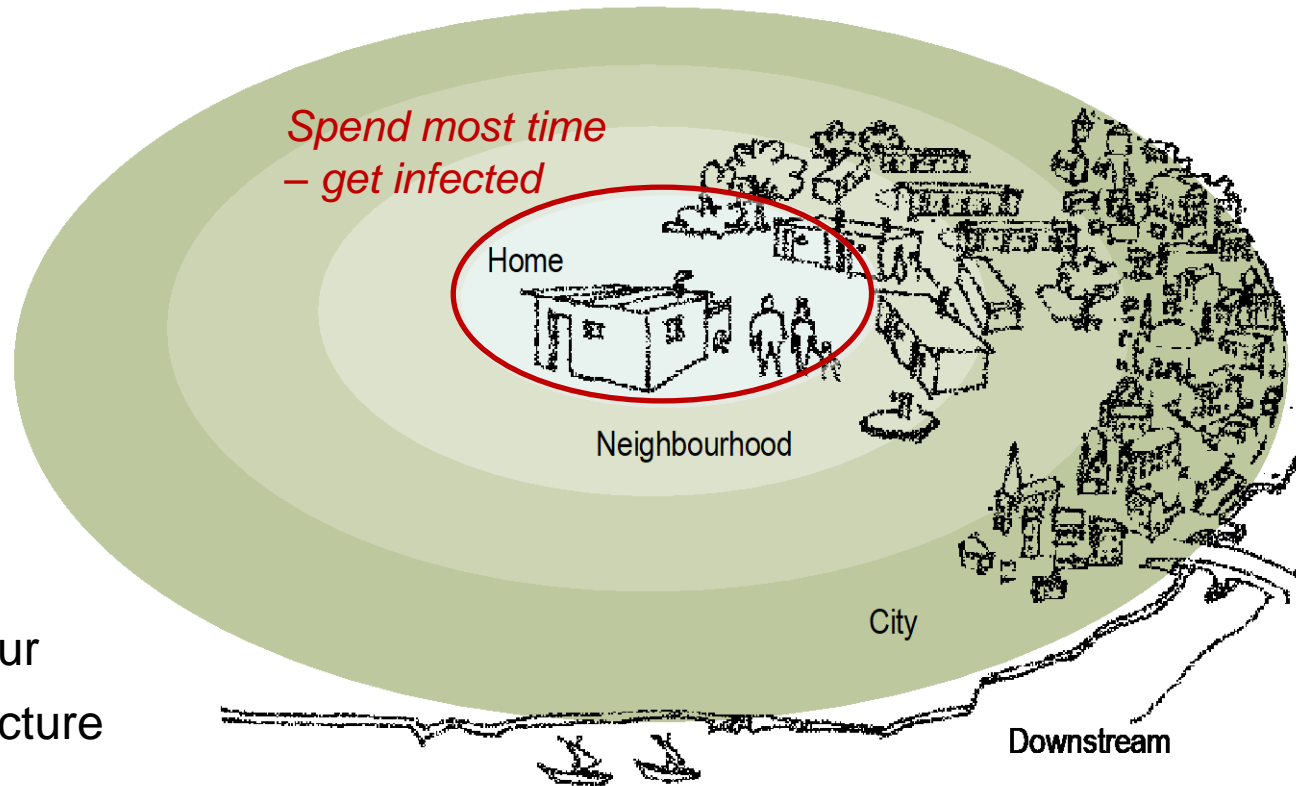 Spend most time
– get infected
Home
Neighbourhood
City
ur
cture
Downstream